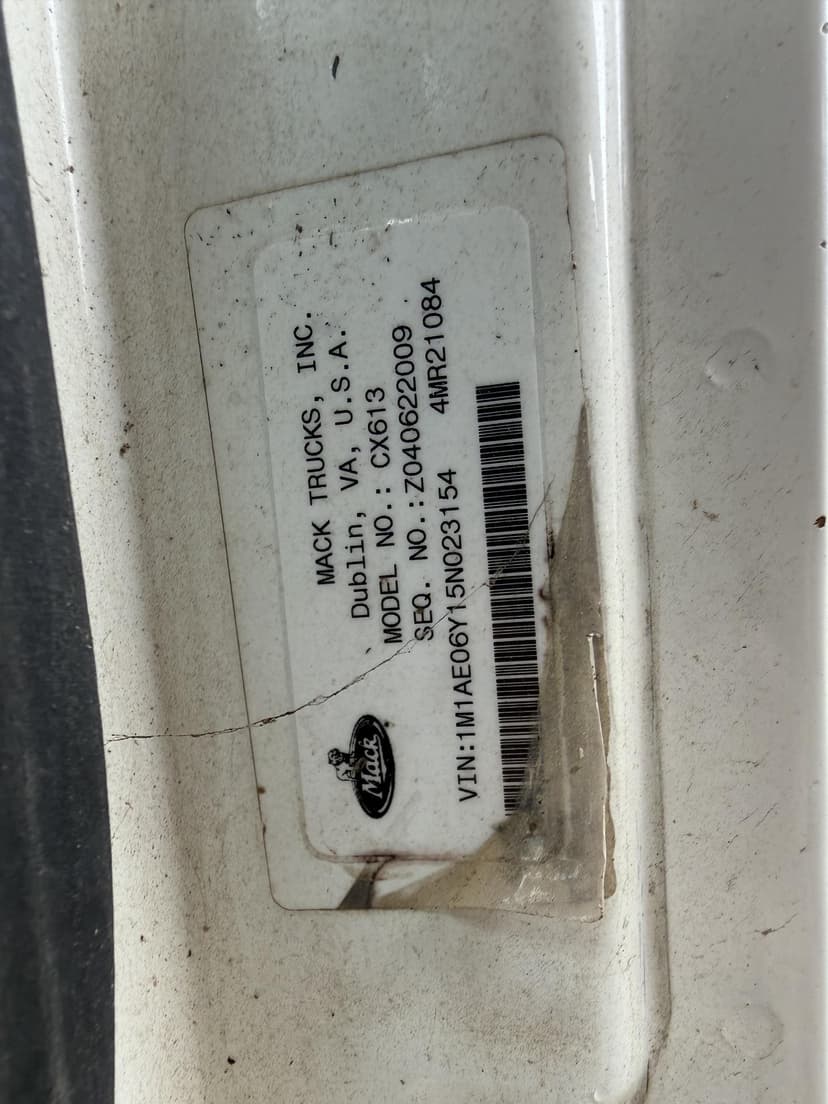 MACK TRUCKS, INC.
Dublin, VA, U.S.A.
MODEL NO.: CX613
SEQ. NO.:Z040622009
4MR21084
VIN:1M1AE06Y15N023154
Mack